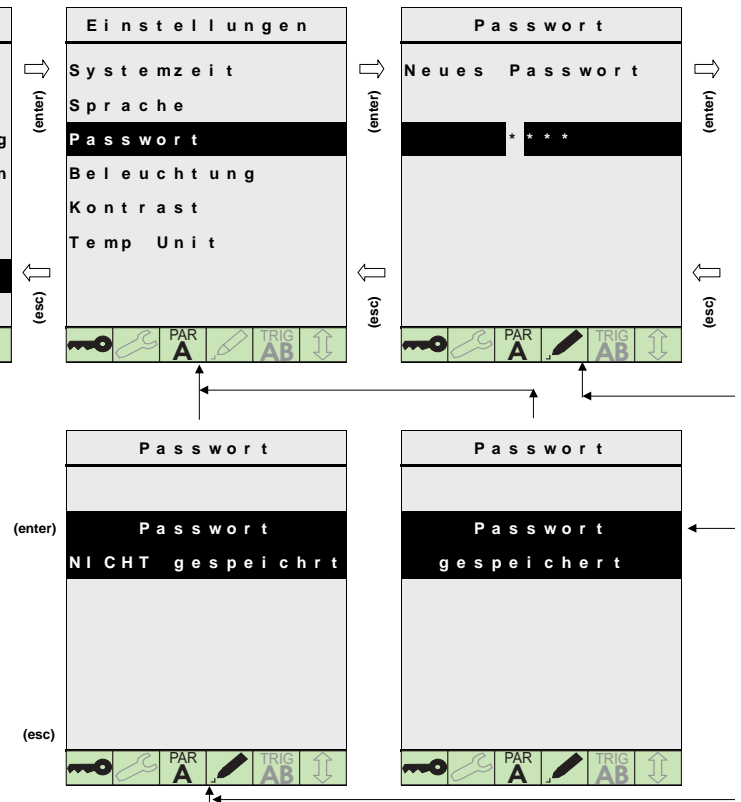 g
n
(enter)
(esc)
Einstellungen
Systemzeit
Sprache
Passwort
Beleuchtung
Kontrast
Temp Unit
PAR
A
TRIG
AB
(enter)
(esc)
Passwort
Neues Passwort
* * * *
PAR
A
TRIG
AB
(enter)
(esc)
(enter)
(esc)
Passwort
Passwort
NICHT gespeichrt
PAR
A
TRIG
AB
Passwort
Passwort
gespeichert
PAR
A
TRIG
AB